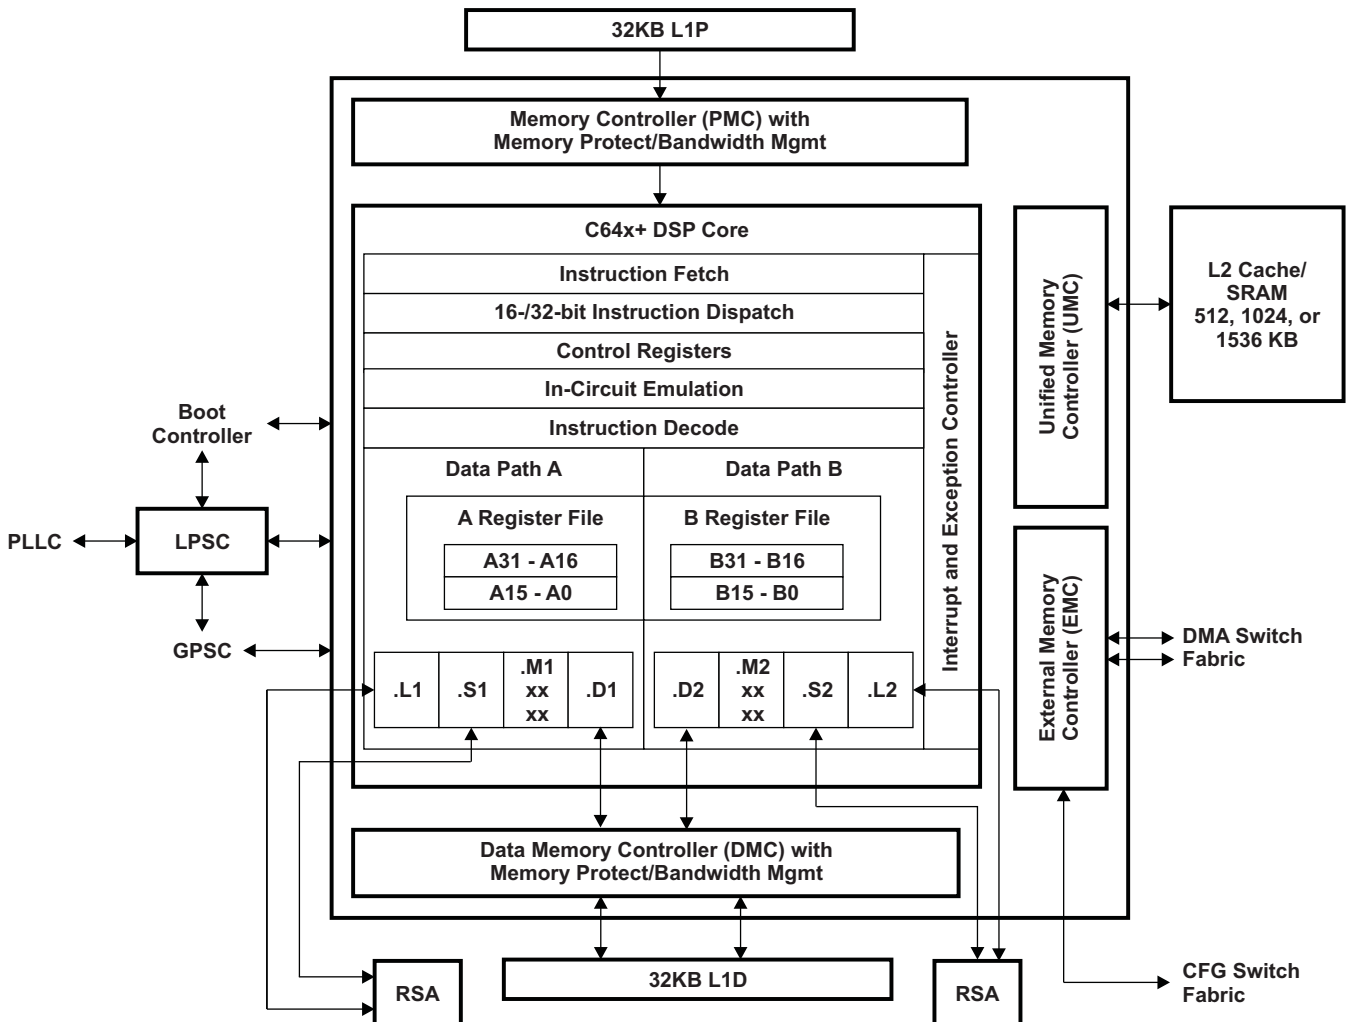 32KB L1P
Memory Controller (PMC) with
Memory Protect/Bandwidth Mgmt
C64x+ DSP Core
Instruction Fetch
16-/32-bit Instruction Dispatch
Control Registers
In-Circuit Emulation
Instruction Decode
Data Path A
Data Path B
A Register File
B Register File
A31 - A16
A15 - A0
B31 - B16
B15 - B0
.L1
.S1
.M1
xx
xx
.D1
.D2
.M2
xx
xx
.S2
.L2
Interrupt and Exception Controller
Unified Memory
Controller (UMC)
L2 Cache/
SRAM
512, 1024, or
1536 KB
External Memory
Controller (EMC)
DMA Switch
Fabric
Boot
Controller
PLLC
LPSC
GPSC
Data Memory Controller (DMC) with
Memory Protect/Bandwidth Mgmt
RSA
32KB L1D
RSA
CFG Switch
Fabric